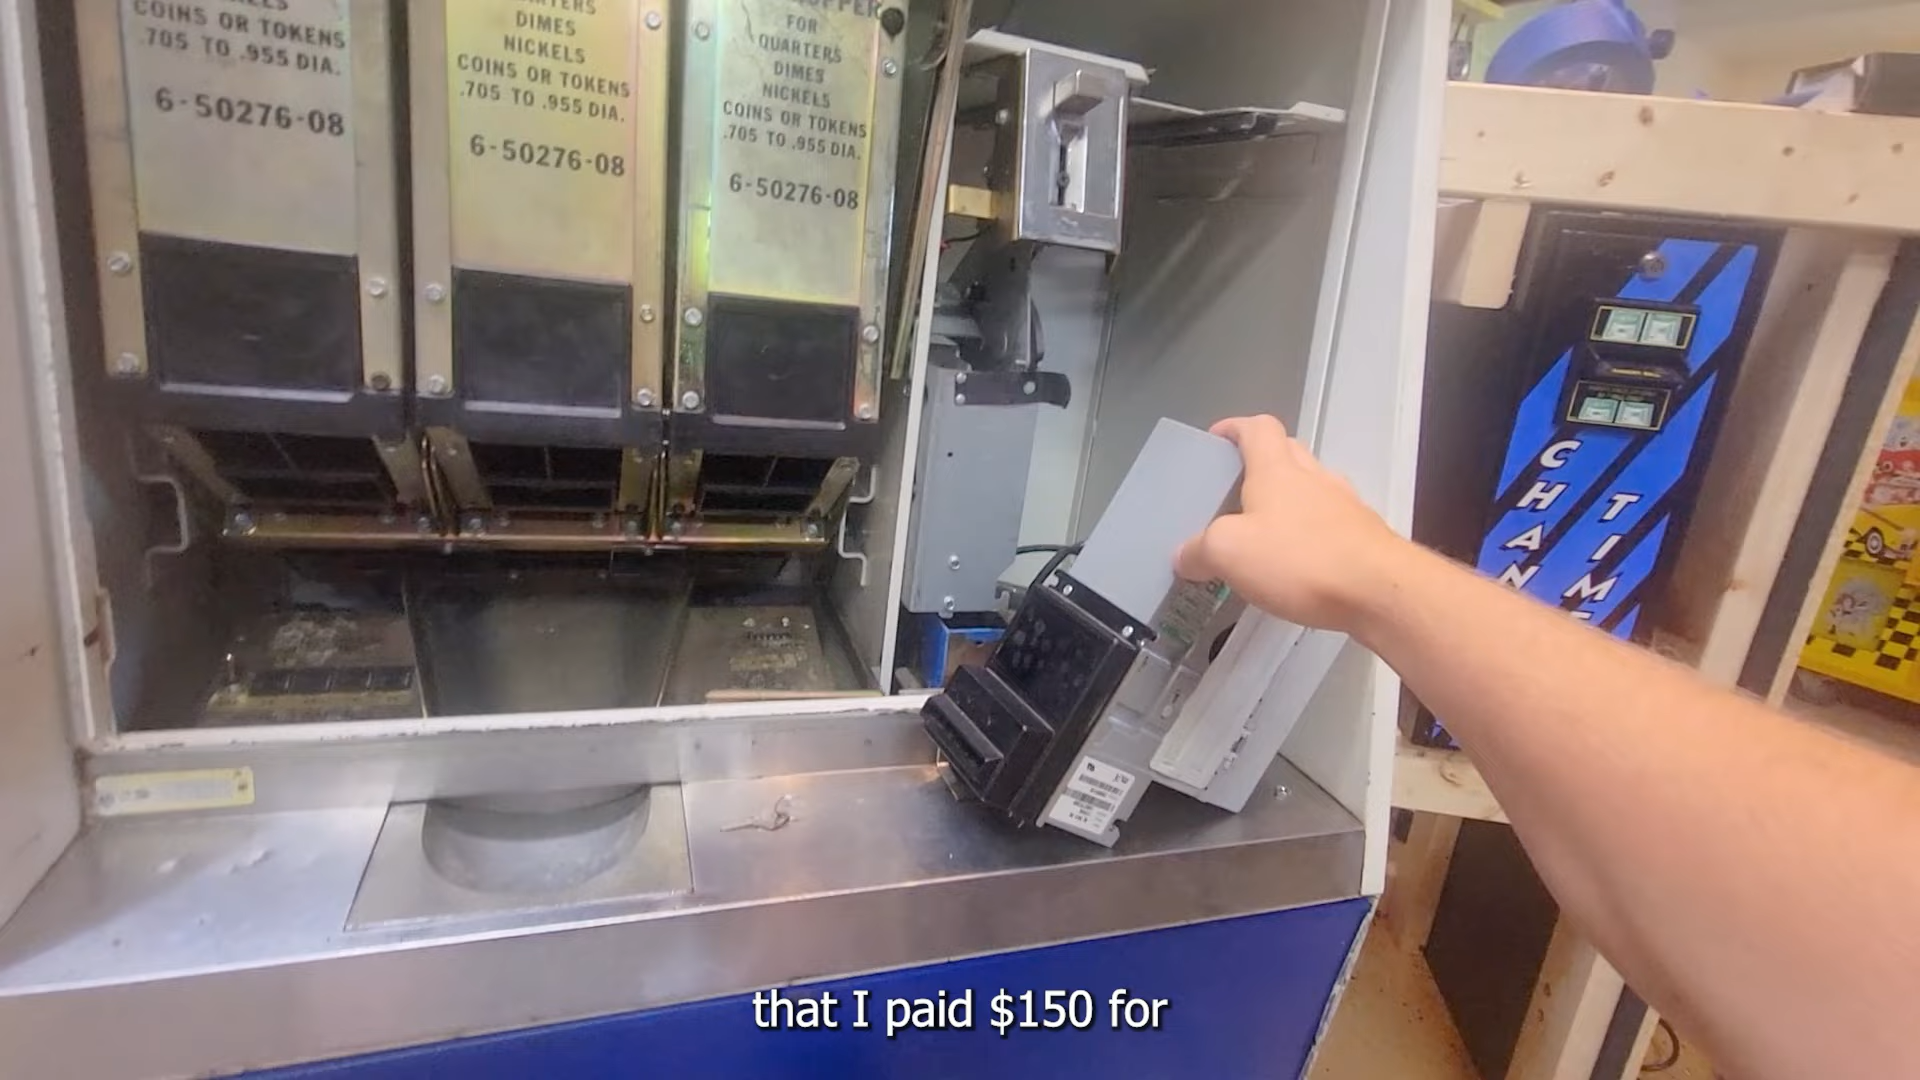 COINS OR TOKENS
.705 TO .955 DIA.
6-50276-08
DIMES
NICKELS
COINS OR TOKENS
.705 TO .955 DIA.
6-50276-08
FOR
QUARTERS
DIMES
NICKELS
COINS OR TOKENS
.705 TO .955 DIA.
6-50276-08
CHAN
TIM
that I paid $150 for